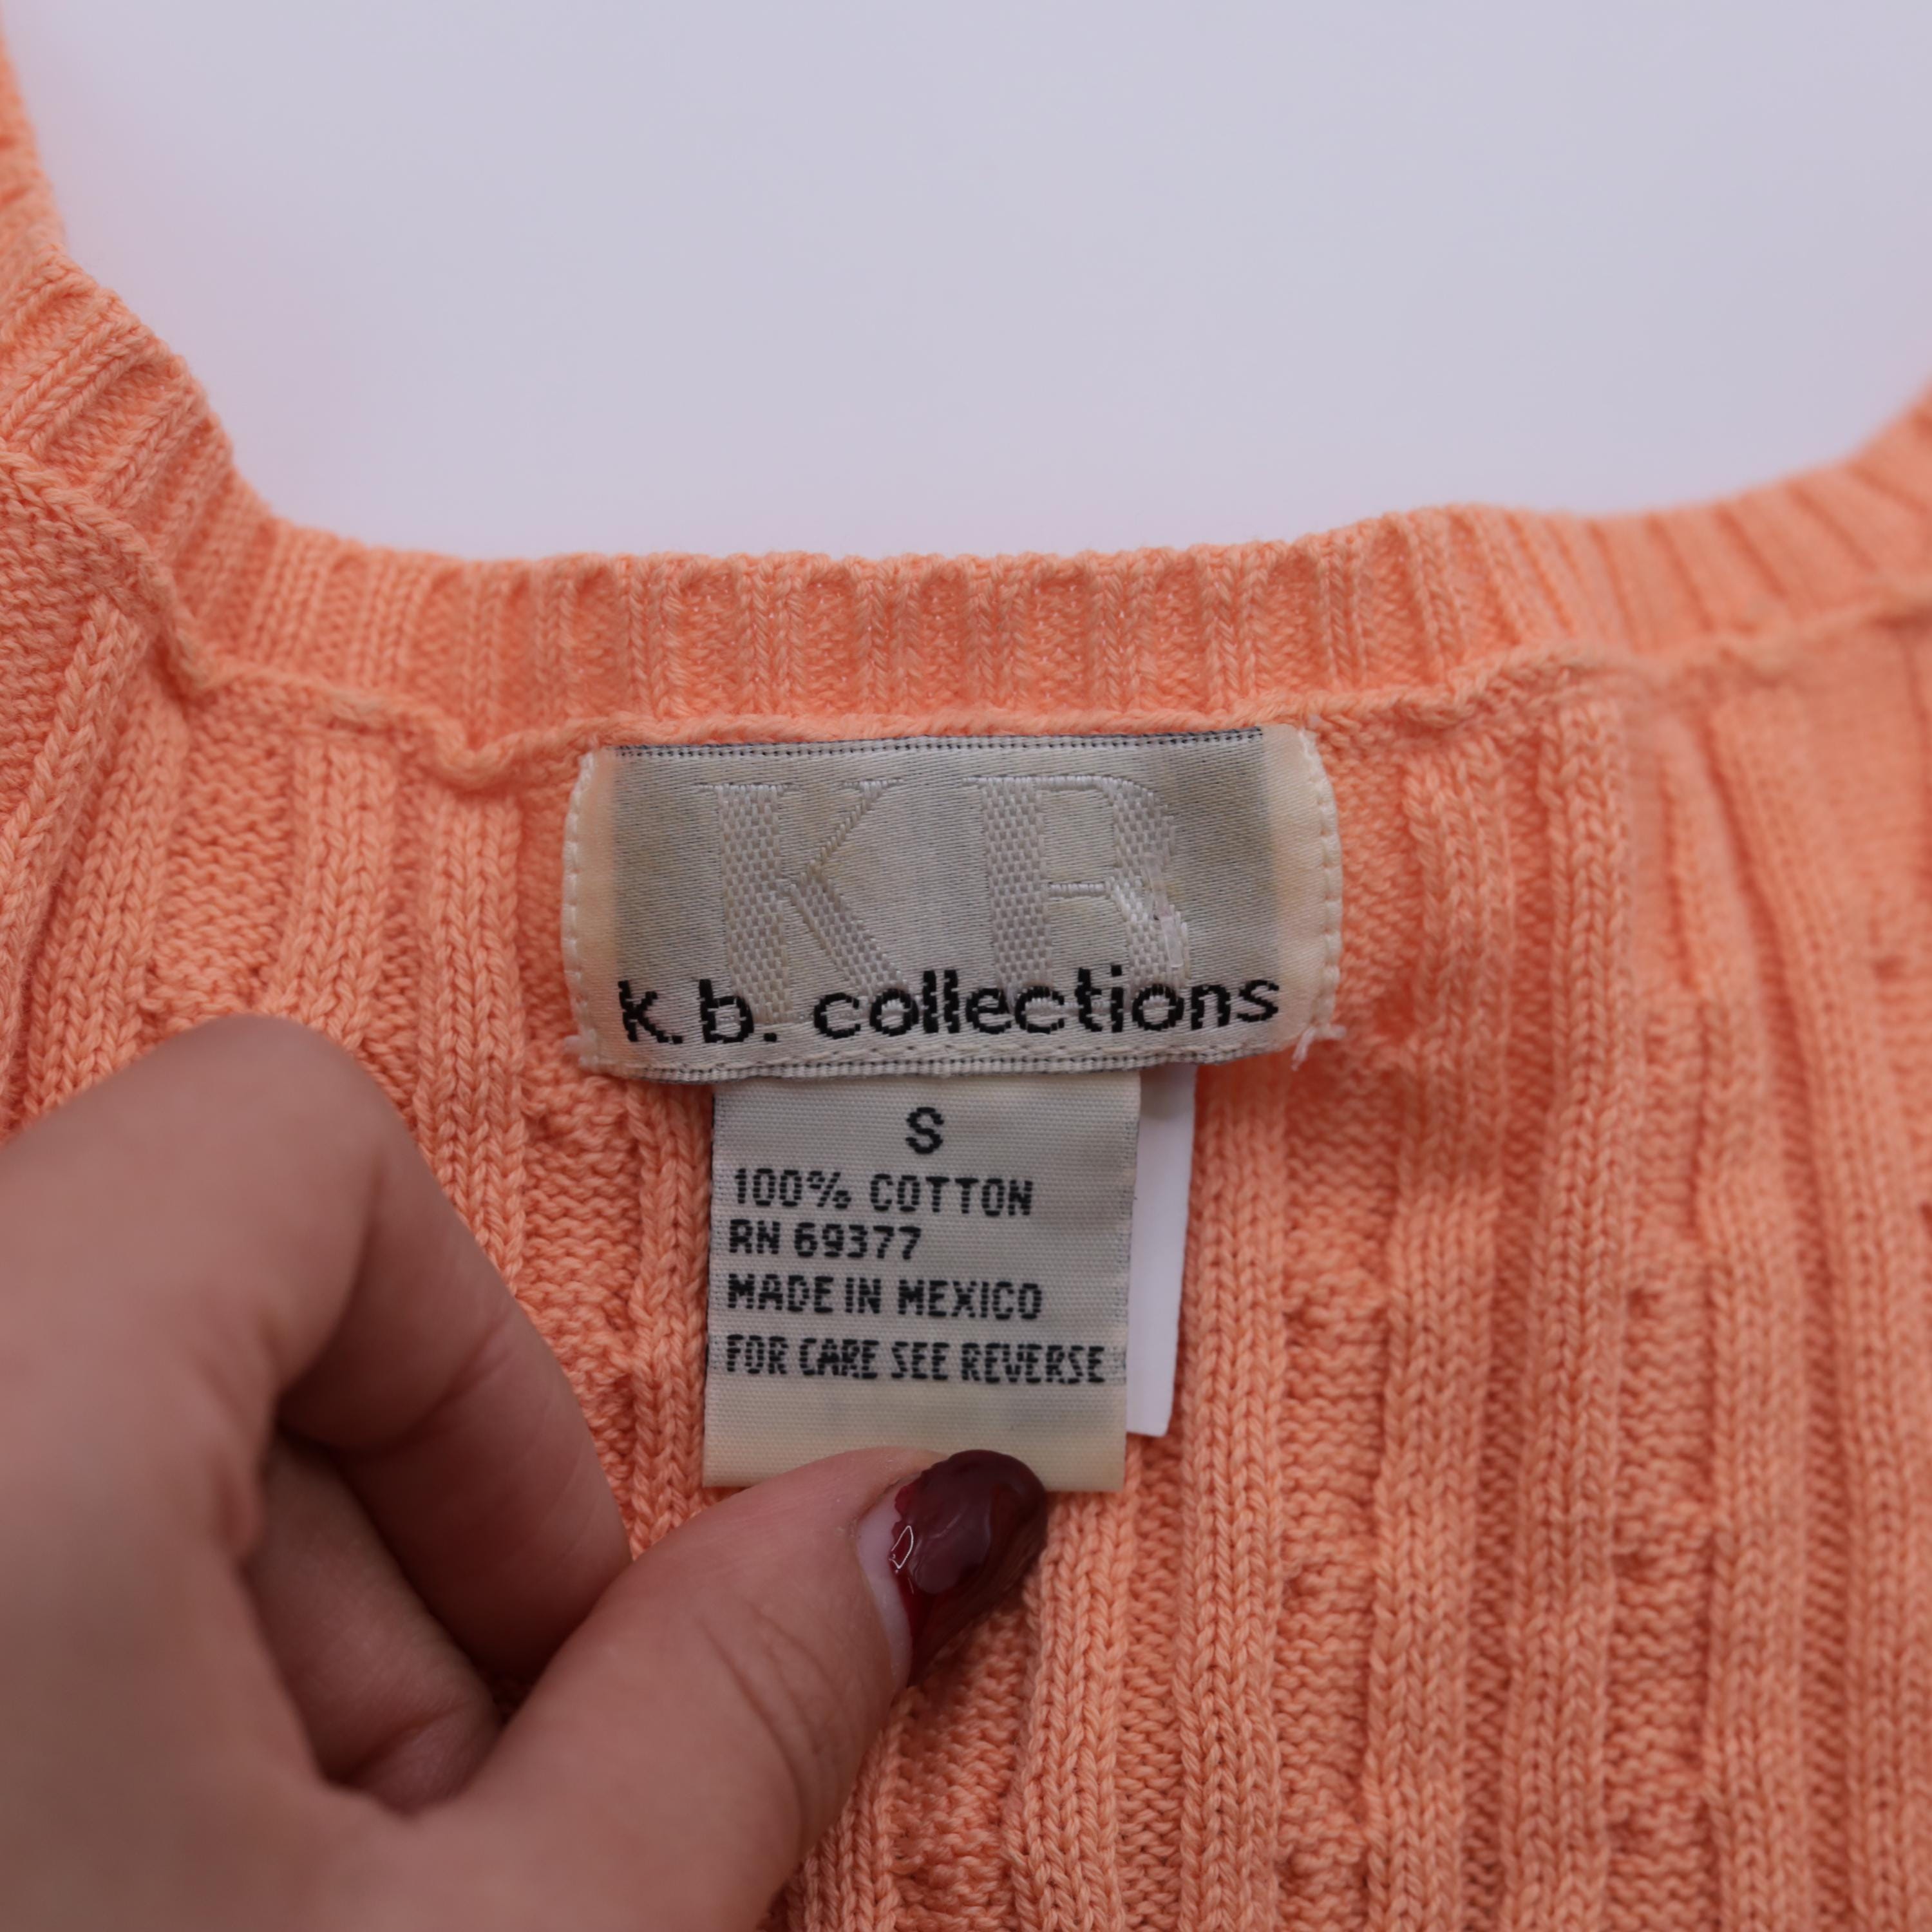 KB
k.b. collections
S
100% COTTON
RN 69377
MADE IN MEXICO
FOR CARE SEE REVERSE